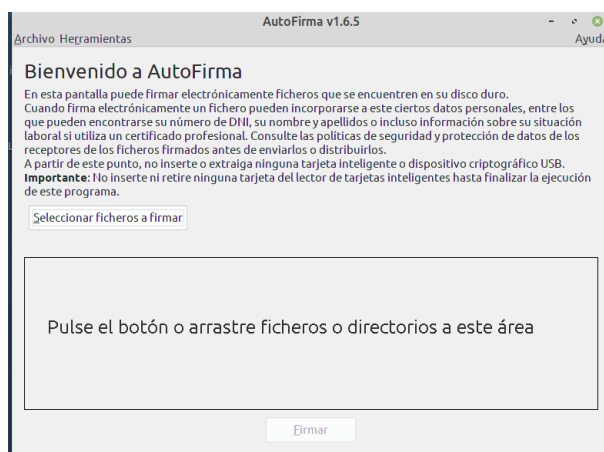 AutoFirma v1.6.5
Archivo Herramientas Ayuda
Bienvenido a AutoFirma
En esta pantalla puede firmar electrónicamente ficheros que se encuentren en su disco duro.
Cuando firma electrónicamente un fichero pueden incorporarse a este ciertos datos personales, entre los
que pueden encontrarse su número de DNI, su nombre y apellidos o incluso información sobre su situación
laboral si utiliza un certificado profesional. Consulte las políticas de seguridad y protección de datos de los
receptores de los ficheros firmados antes de enviarlos o distribuirlos.
A partir de este punto, no inserte o extraiga ninguna tarjeta inteligente o dispositivo criptográfico USB.
Importante: No inserte ni retire ninguna tarjeta del lector de tarjetas inteligentes hasta finalizar la ejecución
de este programa.
Seleccionar ficheros a firmar
Pulse el botón o arrastre ficheros o directorios a este área
Firmar